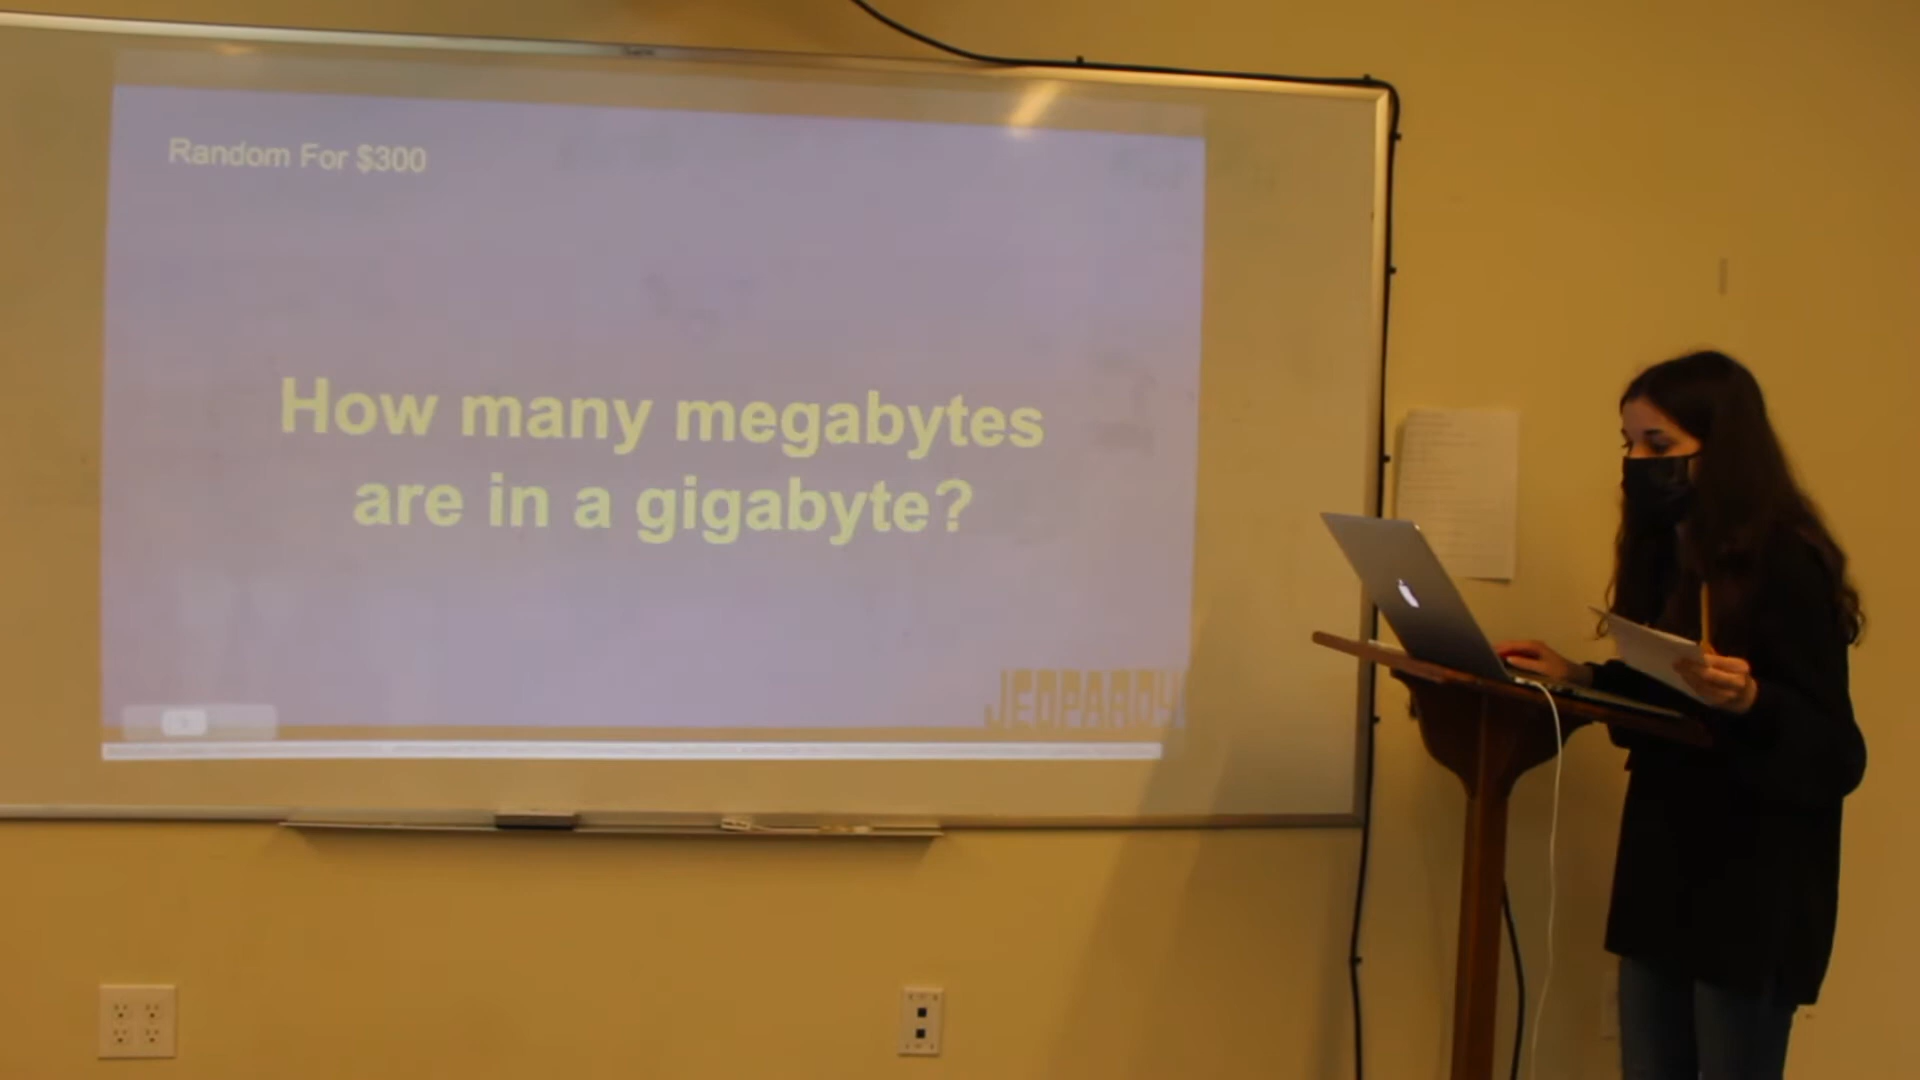 Random For $300
How many megabytes
are in a gigabyte?
JEOPARDY